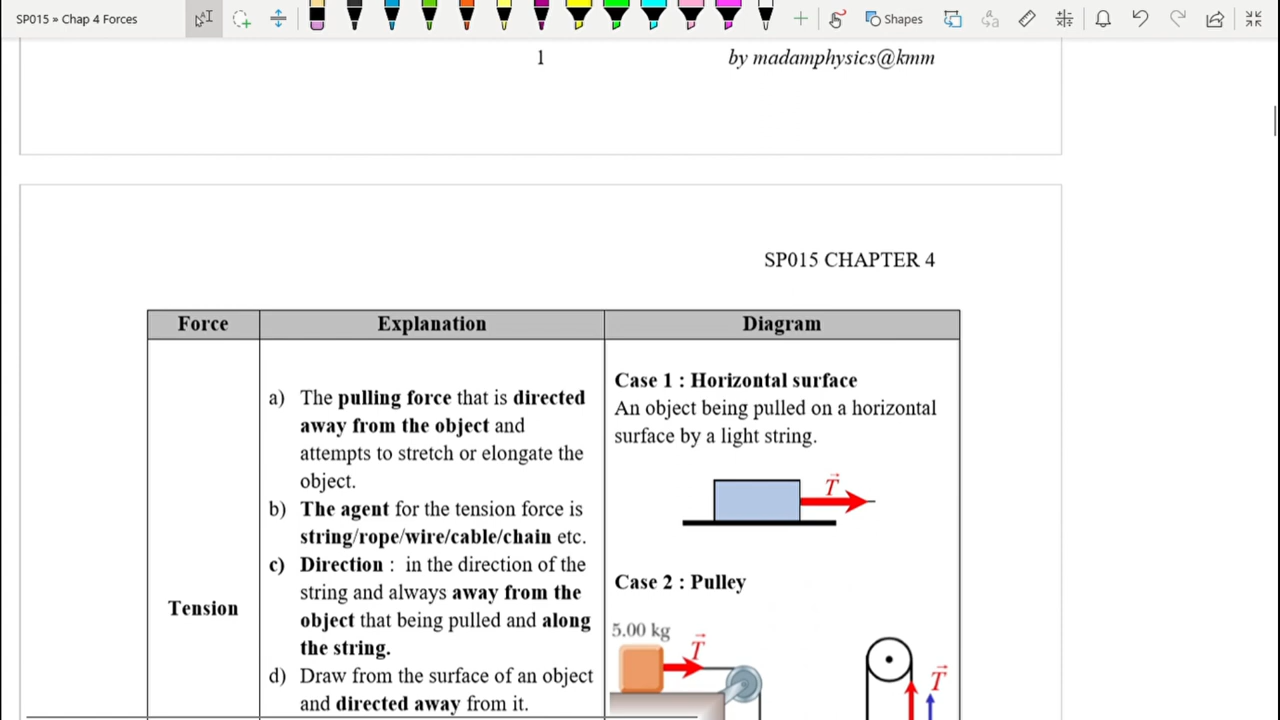 SP015 » Chap 4 Forces
Shapes
1
by madamphysics@kmm
SP015 CHAPTER 4
Force
Explanation
Diagram
Tension
a) The pulling force that is directed
away from the object and
attempts to stretch or elongate the
object.
b) The agent for the tension force is
string/rope/wire/cable/chain etc.
c) Direction : in the direction of the
string and always away from the
object that being pulled and along
the string.
d) Draw from the surface of an object
and directed away from it.
Case 1 : Horizontal surface
An object being pulled on a horizontal
surface by a light string.
T
Case 2 : Pulley
5.00 kg
T
T